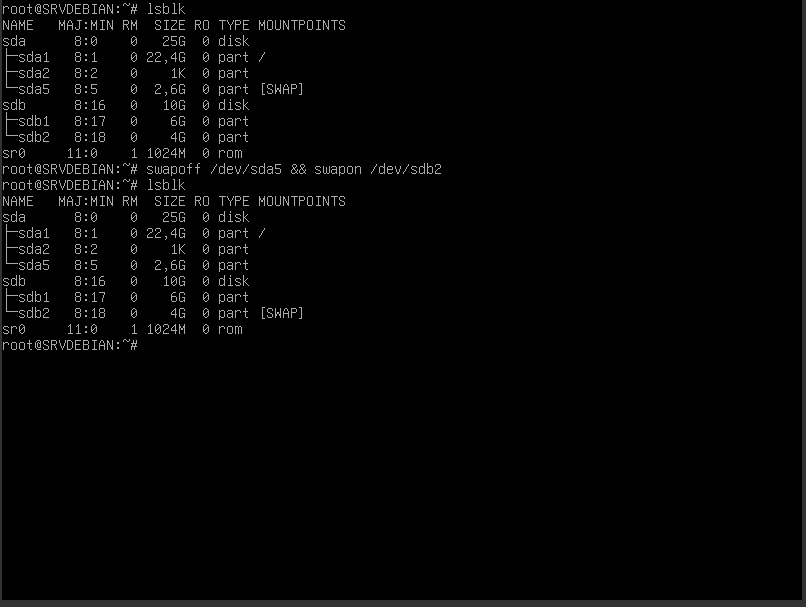 root@SRVDEBIAN:~# lsblk
NAME   MAJ:MIN RM  SIZE RO TYPE MOUNTPOINTS
sda      8:0    0   25G  0 disk
├─sda1   8:1    0 22,4G  0 part /
├─sda2   8:2    0    1K  0 part
└─sda5   8:5    0  2,6G  0 part [SWAP]
sdb      8:16   0   10G  0 disk
├─sdb1   8:17   0    6G  0 part
└─sdb2   8:18   0    4G  0 part
sr0     11:0    1 1024M  0 rom
root@SRVDEBIAN:~# swapoff /dev/sda5 && swapon /dev/sdb2
root@SRVDEBIAN:~# lsblk
NAME   MAJ:MIN RM  SIZE RO TYPE MOUNTPOINTS
sda      8:0    0   25G  0 disk
├─sda1   8:1    0 22,4G  0 part /
├─sda2   8:2    0    1K  0 part
└─sda5   8:5    0  2,6G  0 part
sdb      8:16   0   10G  0 disk
├─sdb1   8:17   0    6G  0 part
└─sdb2   8:18   0    4G  0 part [SWAP]
sr0     11:0    1 1024M  0 rom
root@SRVDEBIAN:~#